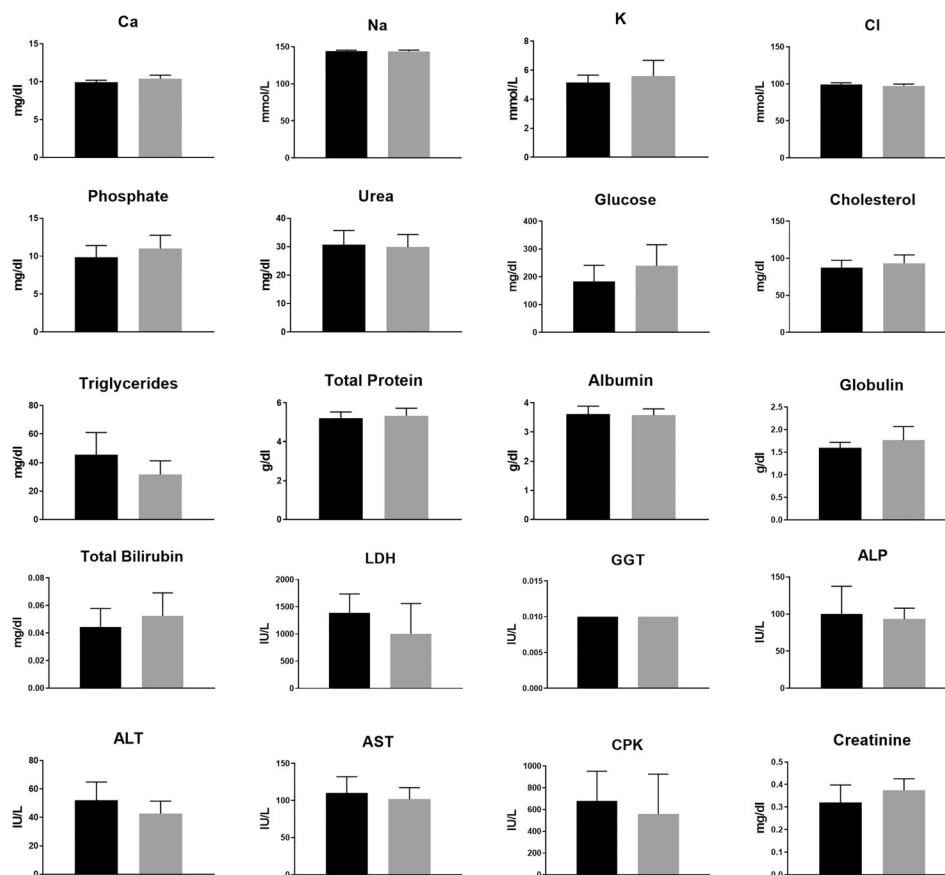 Ca
15
10
5
0
mg/dl
Na
150
100
50
0
mmol/L
K
8
6
4
2
0
mmol/L
Cl
150
100
50
0
mmol/L
Phosphate
15
10
5
0
mg/dl
Urea
40
30
20
10
0
mg/dl
Glucose
400
300
200
100
0
mg/dl
Cholesterol
150
100
50
0
mg/dl
Triglycerides
80
60
40
20
0
mg/dl
Total Protein
6
4
2
0
g/dl
Albumin
4
3
2
1
0
g/dl
Globulin
2.5
2.0
1.5
1.0
0.5
0.0
g/dl
Total Bilirubin
0.08
0.06
0.04
0.02
0.00
mg/dl
LDH
2000
1500
1000
500
0
IU/L
GGT
0.015
0.010
0.005
0.000
IU/L
ALP
150
100
50
0
IU/L
ALT
80
60
40
20
0
IU/L
AST
150
100
50
0
IU/L
CPK
1000
800
600
400
200
0
IU/L
Creatinine
0.5
0.4
0.3
0.2
0.1
0.0
mg/dl